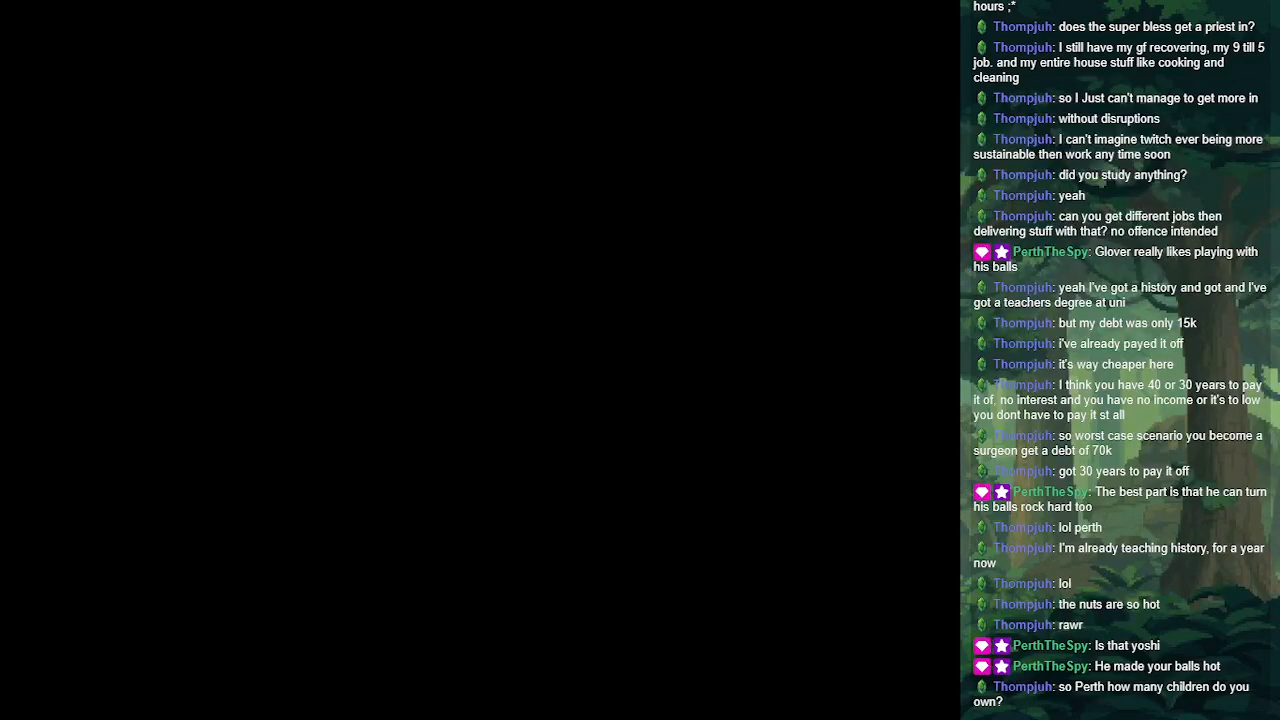 hours ;*
Thompjuh: does the super bless get a priest in?
Thompjuh: I still have my gf recovering, my 9 till 5
job. and my entire house stuff like cooking and
cleaning
Thompjuh: so I Just can't manage to get more in
Thompjuh: without disruptions
Thompjuh: I can't imagine twitch ever being more
sustainable then work any time soon
Thompjuh: did you study anything?
Thompjuh: yeah
Thompjuh: can you get different jobs then
delivering stuff with that? no offence intended
PerthTheSpy: Glover really likes playing with
his balls
Thompjuh: yeah I've got a history and got and I've
got a teachers degree at uni
Thompjuh: but my debt was only 15k
Thompjuh: i've already payed it off
Thompjuh: it's way cheaper here
Thompjuh: I think you have 40 or 30 years to pay
it of, no interest and you have no income or it's to low
you dont have to pay it st all
Thompjuh: so worst case scenario you become a
surgeon get a debt of 70k
Thompjuh: got 30 years to pay it off
PerthTheSpy: The best part is that he can turn
his balls rock hard too
Thompjuh: lol perth
Thompjuh: I'm already teaching history, for a year
now
Thompjuh: lol
Thompjuh: the nuts are so hot
Thompjuh: rawr
PerthTheSpy: Is that yoshi
PerthTheSpy: He made your balls hot
Thompjuh: so Perth how many children do you
own?